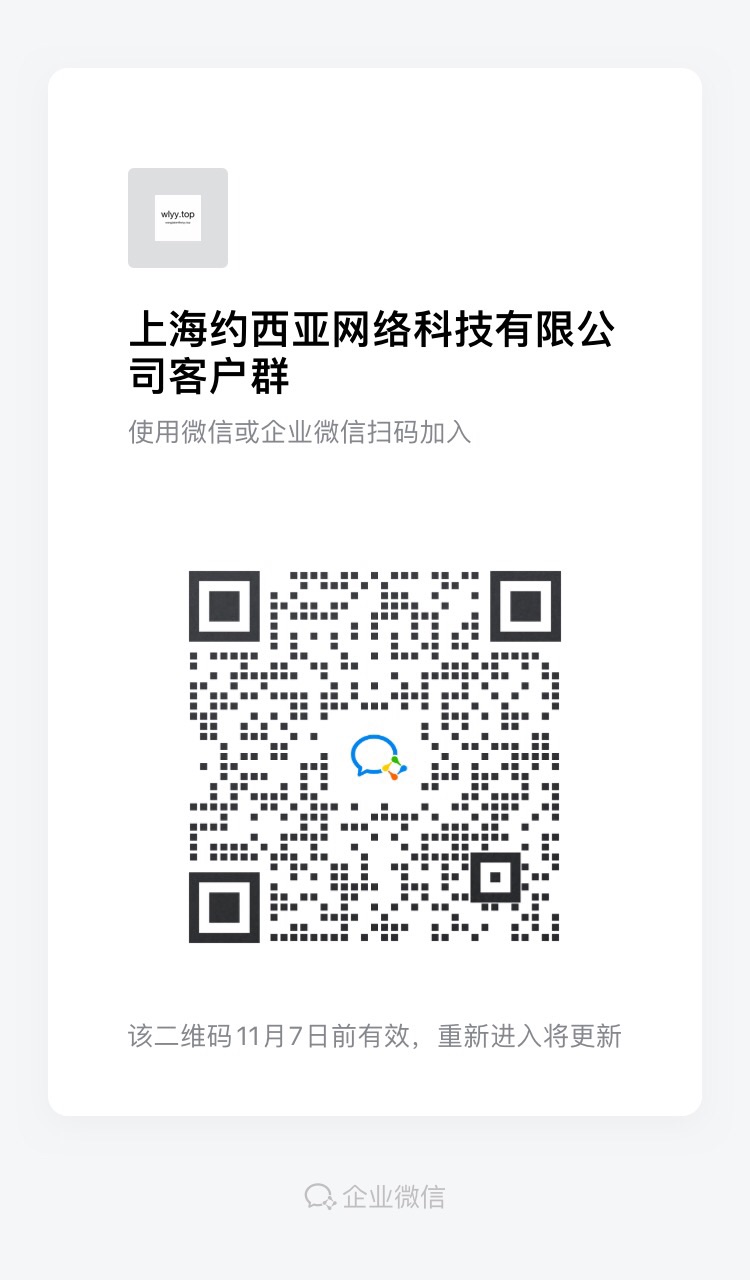 wlyy.top
上海约西亚网络科技有限公
司客户群
使用微信或企业微信扫码加入
该二维码11月7日前有效，重新进入将更新
企业微信